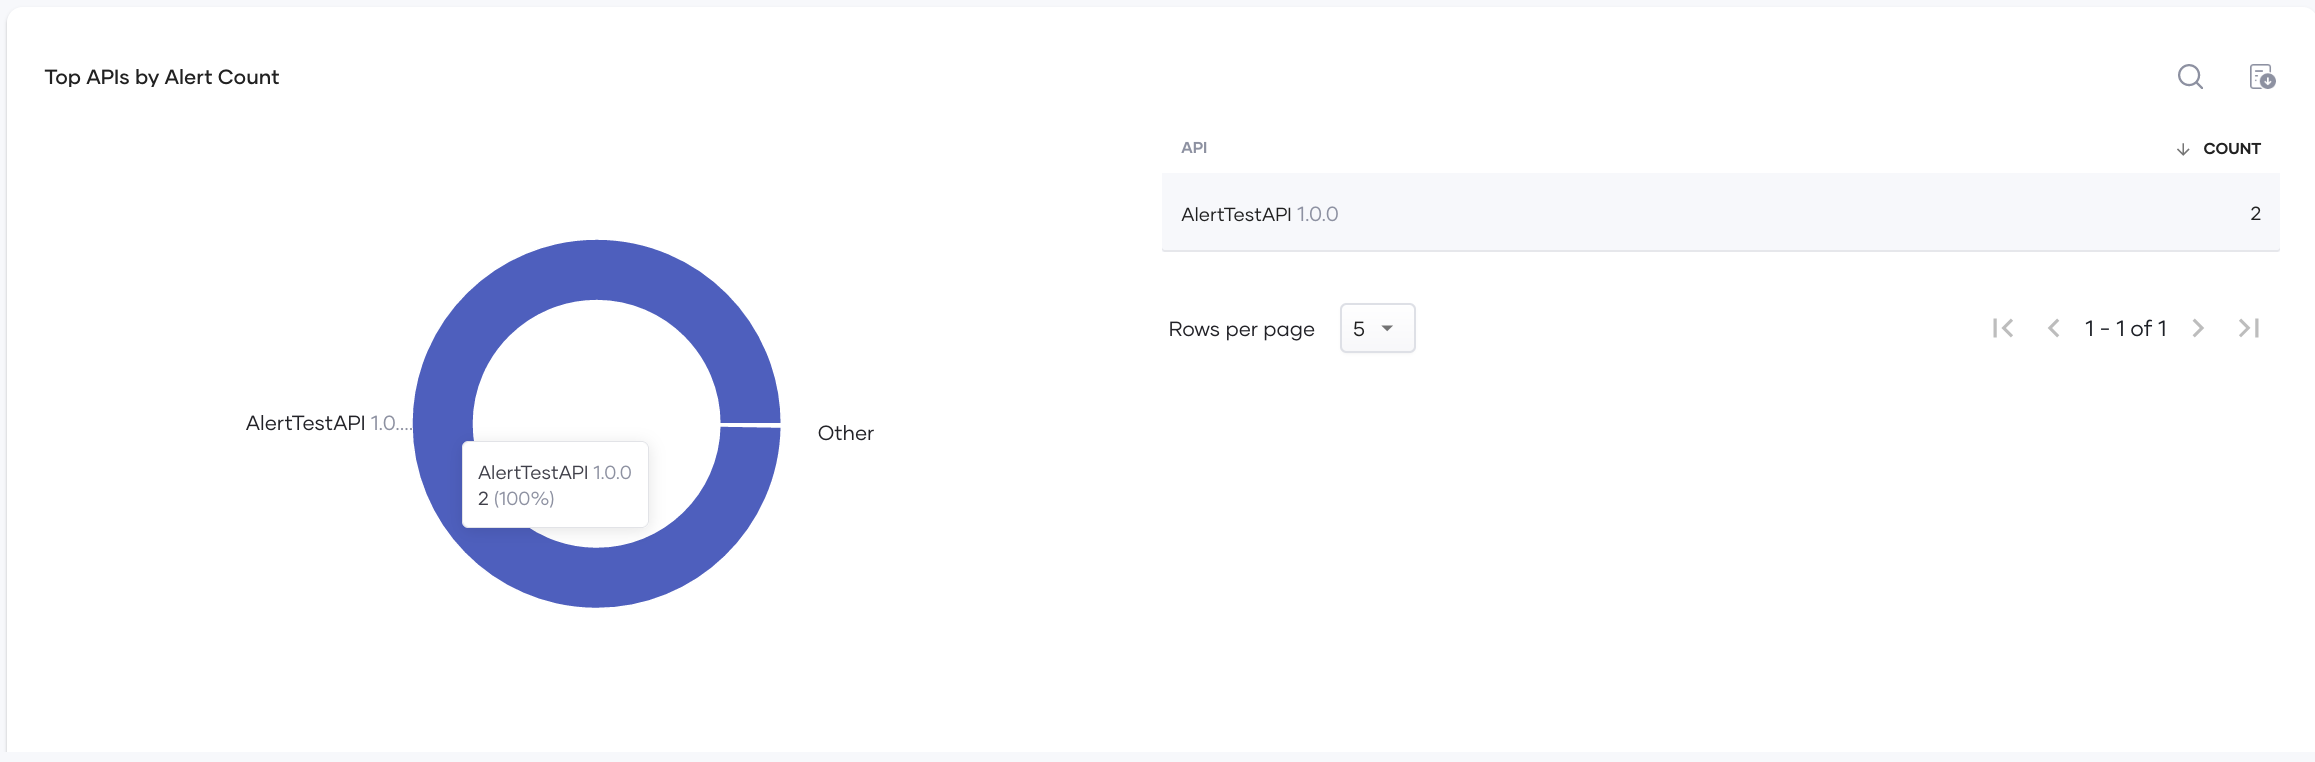 Top APIs by Alert Count
AlertTestAPI 1.0....
Other
AlertTestAPI 1.0.0
2 (100%)
API
COUNT
AlertTestAPI 1.0.0
2
Rows per page
5
1 - 1 of 1